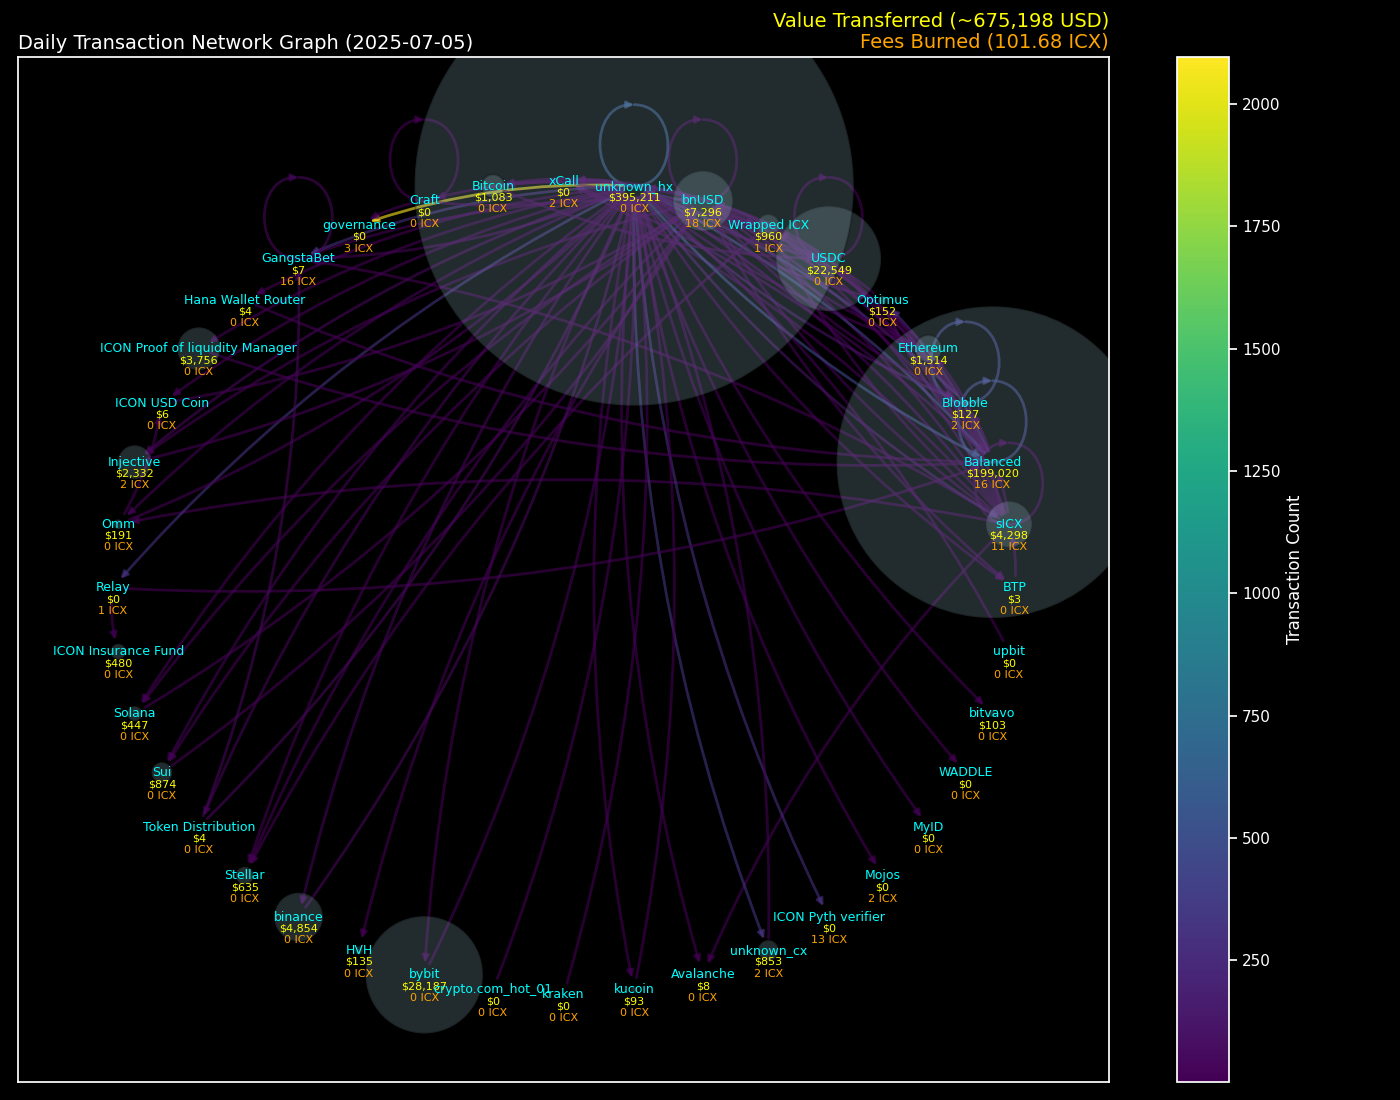 Value Transferred (~675,198 USD)
Daily Transaction Network Graph (2025-07-05)
Fees Burned (101.68 ICX)
xCall
$0
2 ICX
Bitcoin
$1,083
0 ICX
unknown_hx
$395,211
0 ICX
Craft
$0
0 ICX
bnUSD
$7,296
18 ICX
governance
$0
3 ICX
Wrapped ICX
$960
1 ICX
GangstaBet
$7
16 ICX
USDC
$22,549
0 ICX
Hana Wallet Router
$4
0 ICX
Optimus
$152
0 ICX
ICON Proof of liquidity Manager
$3,756
0 ICX
Ethereum
$1,514
0 ICX
ICON USD Coin
$6
0 ICX
Blobble
$127
2 ICX
Injective
$2,332
2 ICX
Balanced
$199,020
16 ICX
Omm
$191
0 ICX
sICX
$4,298
11 ICX
Relay
$0
1 ICX
BTP
$3
0 ICX
ICON Insurance Fund
$480
0 ICX
upbit
$0
0 ICX
Solana
$447
0 ICX
bitvavo
$103
0 ICX
Sui
$874
0 ICX
WADDLE
$0
0 ICX
Token Distribution
$4
0 ICX
MyID
$0
0 ICX
Stellar
$635
0 ICX
Mojos
$0
2 ICX
binance
$4,854
0 ICX
ICON Pyth verifier
$0
13 ICX
HVH
$135
0 ICX
unknown_cx
$853
2 ICX
bybit
$28,187
0 ICX
Avalanche
$8
0 ICX
crypto.com_hot_01
$0
0 ICX
kraken
$0
0 ICX
kucoin
$93
0 ICX
2000
1750
1500
1250
1000
750
500
250
Transaction Count